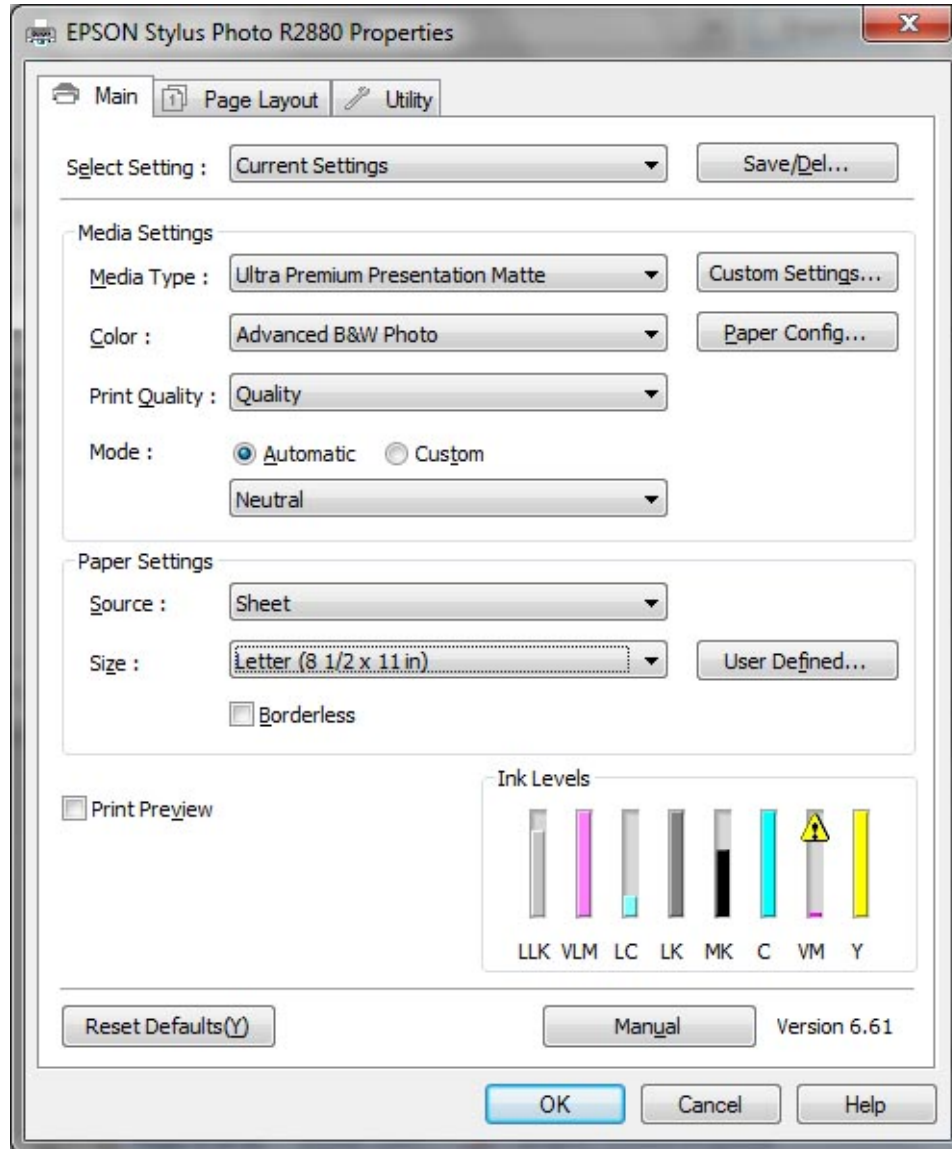 EPSON Stylus Photo R2880 Properties
Main Page Layout Utility
Select Setting : Current Settings Save/Del...
Media Settings
Media Type : Ultra Premium Presentation Matte Custom Settings...
Color : Advanced B&W Photo Paper Config...
Print Quality : Quality
Mode : Automatic Custom
Neutral
Paper Settings
Source : Sheet
Size : Letter (8 1/2 x 11 in) User Defined...
Borderless
Print Preview
Ink Levels
LLK VLM LC LK MK C VM Y
Reset Defaults(Y) Manual Version 6.61
OK Cancel Help